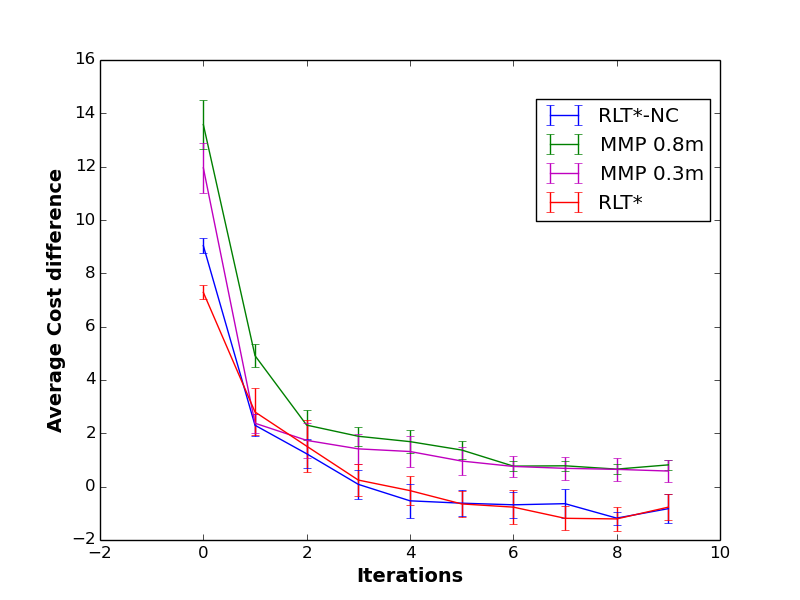 16
14
12
10
8
6
4
2
0
−2
−2
0
2
4
6
8
10
Average Cost difference
Iterations
RLT*-NC
MMP 0.8m
MMP 0.3m
RLT*